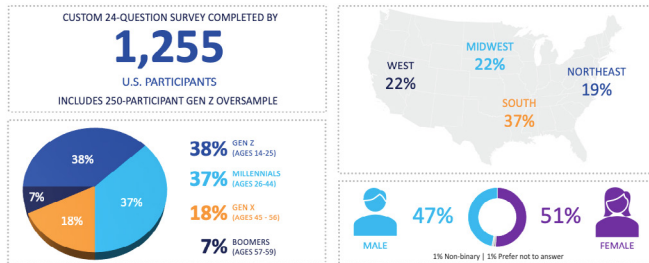 CUSTOM 24-QUESTION SURVEY COMPLETED BY
1,255
U.S. PARTICIPANTS
INCLUDES 250-PARTICIPANT GEN Z OVERSAMPLE
38%
37%
18%
7%
38% GEN Z
(AGES 14-25)
37% MILLENNIALS
(AGES 26-44)
18% GEN X
(AGES 45 - 56)
7% BOOMERS
(AGES 57-59)
WEST
22%
MIDWEST
22%
NORTHEAST
19%
SOUTH
37%
MALE
47%
51%
FEMALE
1% Non-binary | 1% Prefer not to answer